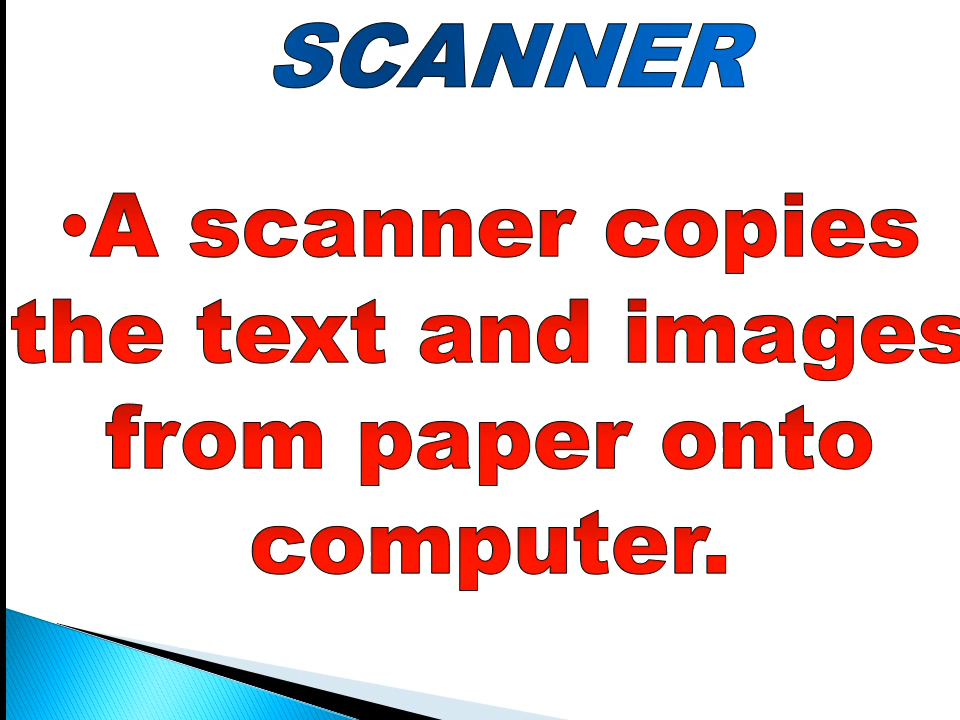 SCANNER
•A scanner copies
the text and images
from paper onto
computer.